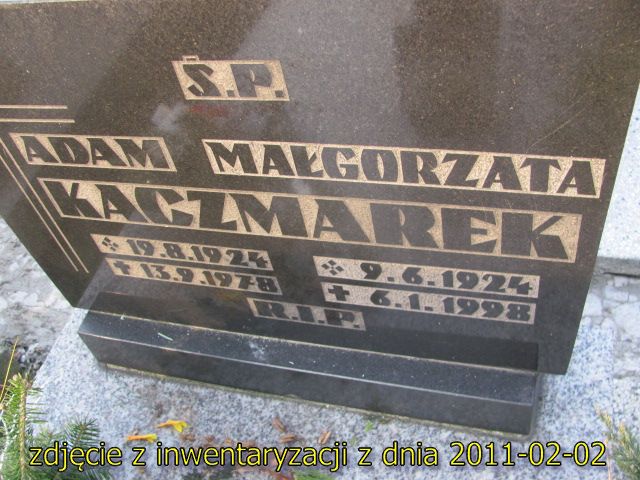 Ś.P.
ADAM MAŁGORZATA
KACZMAREK
19.8.1924 9.6.1924
✝ 13.9.1978 ✝ 6.1.1998
R.I.P.
zdjęcie z inwentaryzacji z dnia 2011-02-02